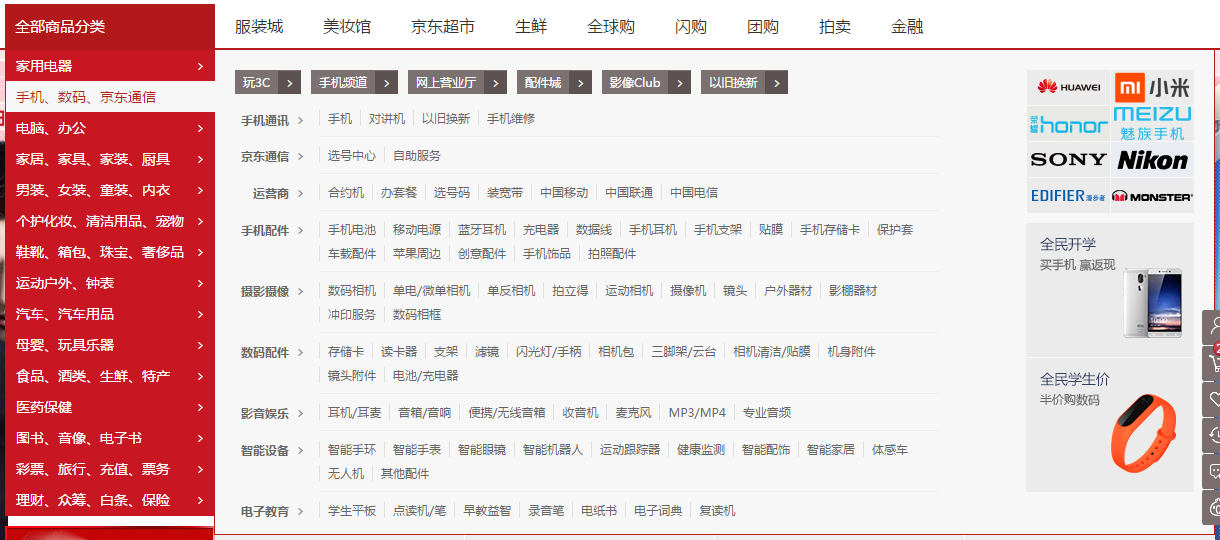 全部商品分类 服装城 美妆馆 京东超市 生鲜 全球购 闪购 团购 拍卖 金融
家用电器
手机、数码、京东通信
电脑、办公
家居、家具、家装、厨具
男装、女装、童装、内衣
个护化妆、清洁用品、宠物
鞋靴、箱包、珠宝、奢侈品
运动户外、钟表
汽车、汽车用品
母婴、玩具乐器
食品、酒类、生鲜、特产
医药保健
图书、音像、电子书
彩票、旅行、充值、票务
理财、众筹、白条、保险
玩3C 手机频道 网上营业厅 配件城 影像Club 以旧换新
手机通讯 手机 对讲机 以旧换新 手机维修
京东通信 选号中心 自助服务
运营商 合约机 办套餐 选号码 装宽带 中国移动 中国联通 中国电信
手机配件 手机电池 移动电源 蓝牙耳机 充电器 数据线 手机耳机 手机支架 贴膜 手机存储卡 保护套
车载配件 苹果周边 创意配件 手机饰品 拍照配件
摄影摄像 数码相机 单电/微单相机 单反相机 拍立得 运动相机 摄像机 镜头 户外器材 影棚器材
冲印服务 数码相框
数码配件 存储卡 读卡器 支架 滤镜 闪光灯/手柄 相机包 三脚架/云台 相机清洁/贴膜 机身附件
镜头附件 电池/充电器
影音娱乐 耳机/耳麦 音箱/音响 便携/无线音箱 收音机 麦克风 MP3/MP4 专业音频
智能设备 智能手环 智能手表 智能眼镜 智能机器人 运动跟踪器 健康监测 智能配饰 智能家居 体感车
无人机 其他配件
电子教育 学生平板 点读机/笔 早教益智 录音笔 电纸书 电子词典 复读机
HUAWEI 小米
荣耀 honor MEIZU 魅族手机
SONY Nikon
EDIFIER 漫步者 MONSTER
全民开学
买手机 赢返现
全民学生价
半价购数码